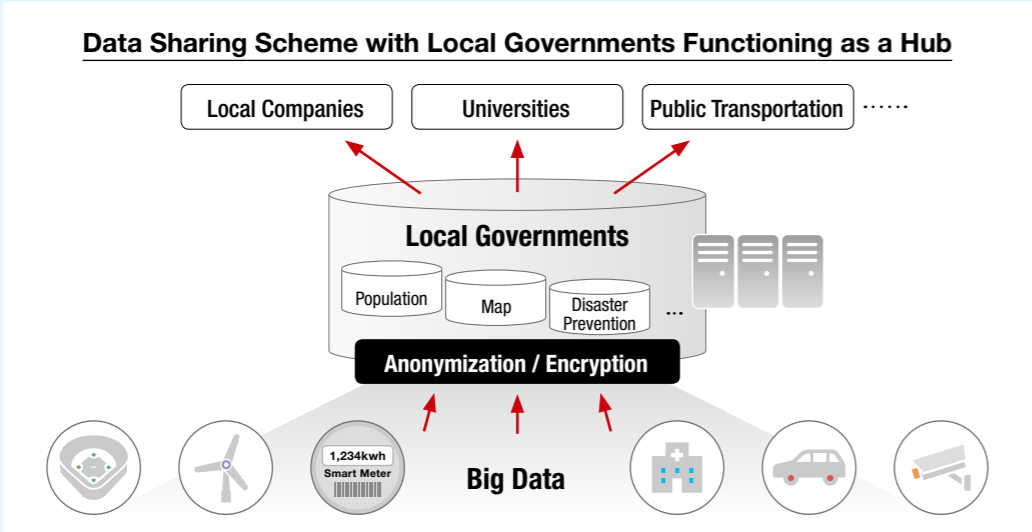 Data Sharing Scheme with Local Governments Functioning as a Hub
Local Companies
Universities
Public Transportation
......
Local Governments
Population
Map
Disaster
Prevention
...
Anonymization / Encryption
1,234kwh
Smart Meter
Big Data